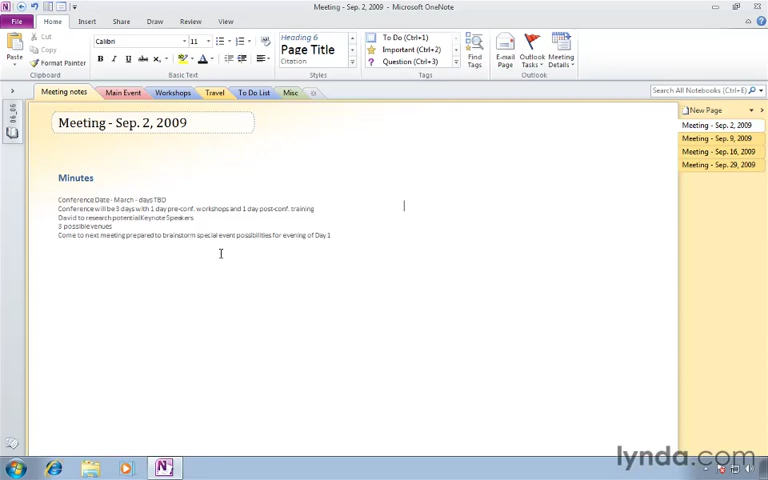 Meeting - Sep. 2, 2009 - Microsoft OneNote
File Home Insert Share Draw Review View
Paste
Cut
Copy
Format Painter
Clipboard
Calibri 11
B I U abc
Basic Text
Heading 6
Page Title
Citation
Styles
To Do (Ctrl+1)
Important (Ctrl+2)
Question (Ctrl+3)
Tags
Find Tags
E-mail Page
Outlook Tasks
Meeting Details
Outlook
Meeting notes Main Event Workshops Travel To Do List Misc
Search All Notebooks (Ctrl+E)
06_06
New Page
Meeting - Sep. 2, 2009
Meeting - Sep. 9, 2009
Meeting - Sep. 16, 2009
Meeting - Sep. 29, 2009
Meeting - Sep. 2, 2009
Minutes
Conference Date - March - days TBD
Conference will be 3 days with 1 day pre-conf. workshops and 1 day post-conf. training
David to research potential Keynote Speakers
3 possible venues
Come to next meeting prepared to brainstorm special event possibilities for evening of Day 1
lynda.com